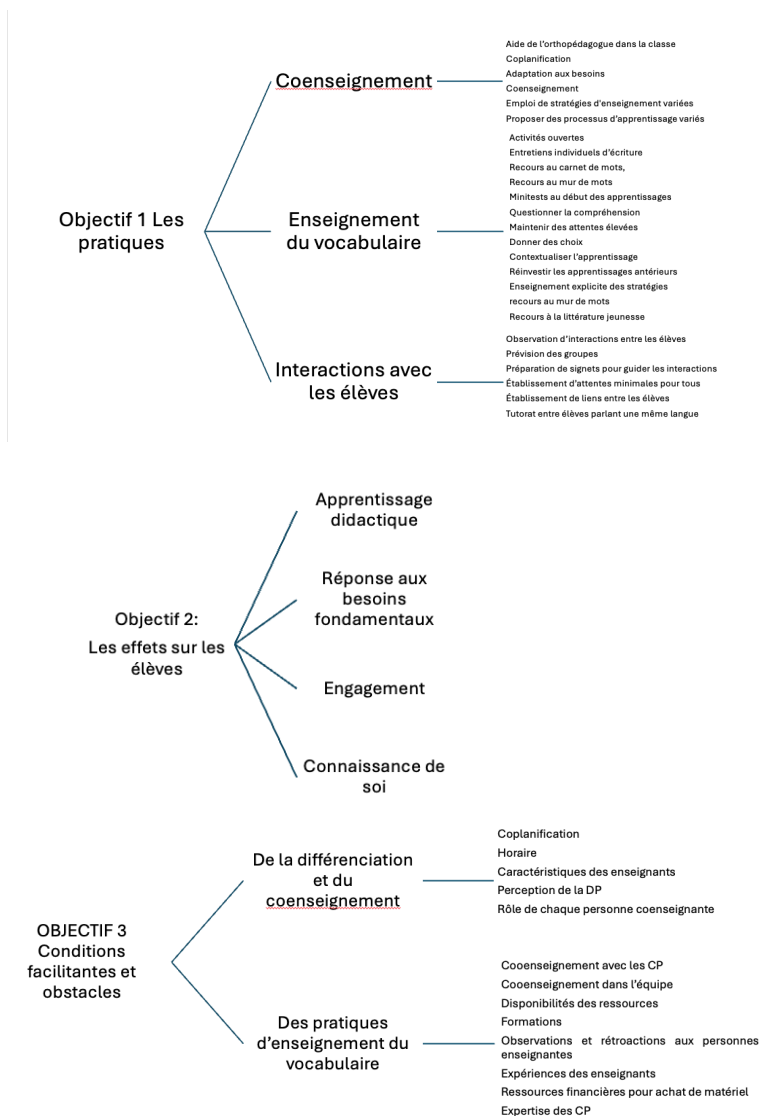 Objectif 1 Les
pratiques
Coenseignement
Aide de l'orthopédagogue dans la classe
Coplanification
Adaptation aux besoins
Coenseignement
Emploi de stratégies d'enseignement variées
Proposer des processus d'apprentissage variés
Enseignement
du vocabulaire
Activités ouvertes
Entretiens individuels d'écriture
Recours au carnet de mots,
Recours au mur de mots
Minitests au début des apprentissages
Questionner la compréhension
Maintenir des attentes élevées
Donner des choix
Contextualiser l'apprentissage
Réinvestir les apprentissages antérieurs
Enseignement explicite des stratégies
recours au mur de mots
Recours à la littérature jeunesse
Interactions avec
les élèves
Observation d'interactions entre les élèves
Prévision des groupes
Préparation de signets pour guider les interactions
Établissement d'attentes minimales pour tous
Établissement de liens entre les élèves
Tutorat entre élèves parlant une même langue
Objectif 2:
Les effets sur les
élèves
Apprentissage
didactique
Réponse aux
besoins
fondamentaux
Engagement
Connaissance de
soi
OBJECTIF 3
Conditions
facilitantes et
obstacles
De la différenciation
et du
coenseignement
Coplanification
Horaire
Caractéristiques des enseignants
Perception de la DP
Rôle de chaque personne coenseignante
Des pratiques
d'enseignement du
vocabulaire
Cooenseignement avec les CP
Cooenseignement dans l'équipe
Disponibilités des ressources
Formations
Observations et rétroactions aux personnes
enseignantes
Expériences des enseignants
Ressources financières pour achat de matériel
Expertise des CP